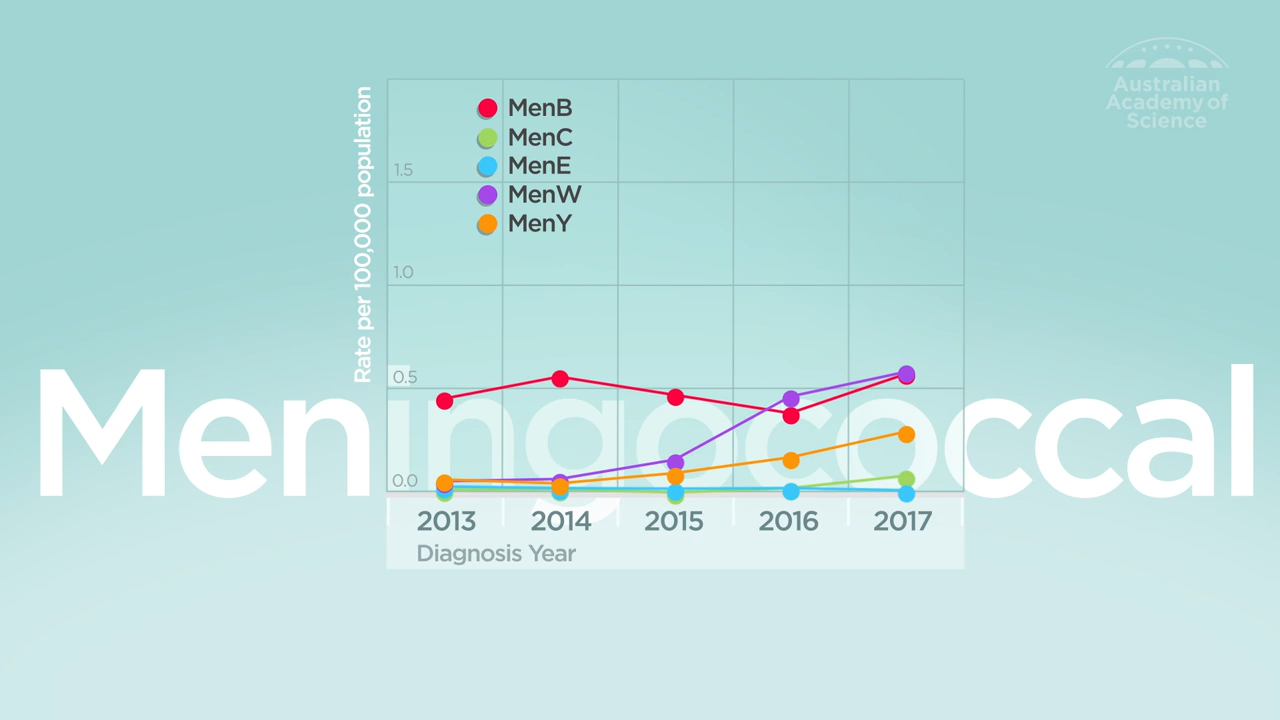 Australian
Academy of
Science
Rate per 100,000 population
MenB
MenC
MenE
MenW
MenY
1.5
1.0
0.5
0.0
Meningococcal
2013 2014 2015 2016 2017
Diagnosis Year